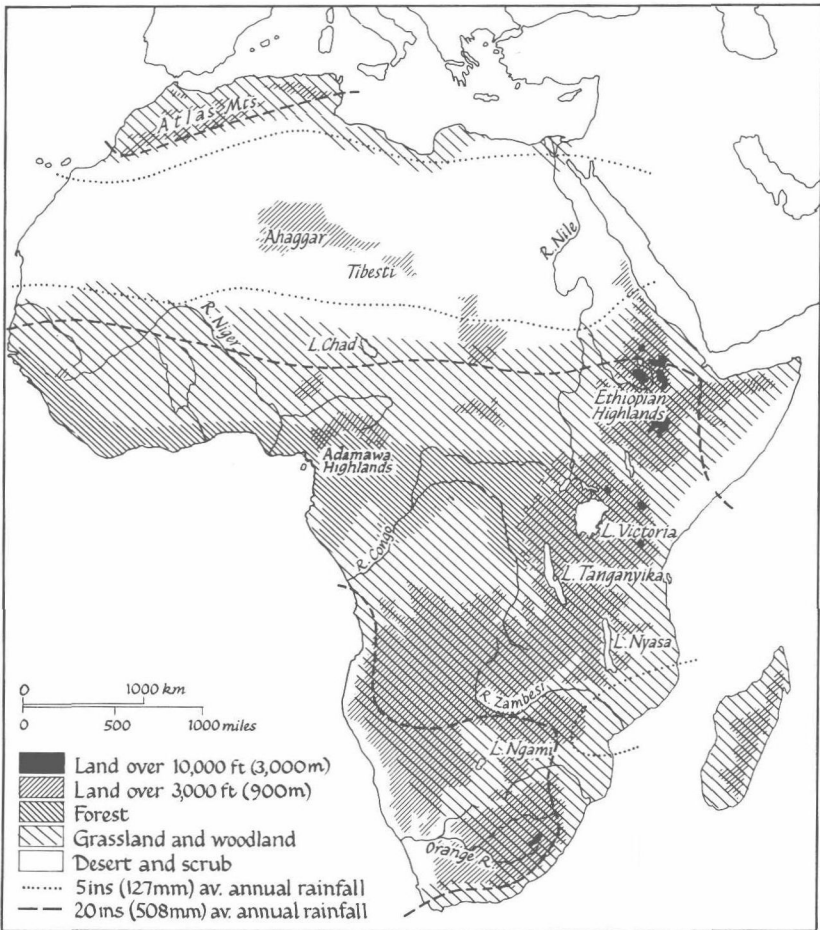 Atlas Mts.
Ahaggar
Tibesti
R. Nile
R. Niger
L. Chad
Ethiopian
Highlands
Adamawa
Highlands
R. Congo
L. Victoria
L. Tanganyika
L. Nyasa
R. Zambesi
L. Ngami
Orange R.
0 1000 km
0 500 1000 miles
Land over 10,000 ft (3,000m)
Land over 3,000 ft (900m)
Forest
Grassland and woodland
Desert and scrub
5ins (127mm) av. annual rainfall
20ins (508mm) av. annual rainfall